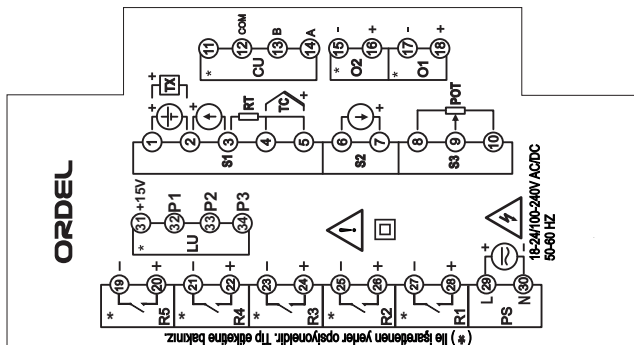 ORDEL
11 12 13 14
COM B A
* CU
15 16 17 18
- + - +
* O2 * O1
TX
+
+ + - +
RT TC + POT
1 2 3 4 5 6 7 8 9 10
S1 S2 S3
+15V P1 P2 P3
31 32 33 34
* LU
!
18-24/100-240V AC/DC
50-60 HZ
- + - + - + - + - + + -
L N
19 20 21 22 23 24 25 26 27 28 29 30
* R5 * R4 * R3 * R2 * R1 PS
( * ) Ile işaretlenen yerler opsiyoneldir. Tip etiketine bakınız.